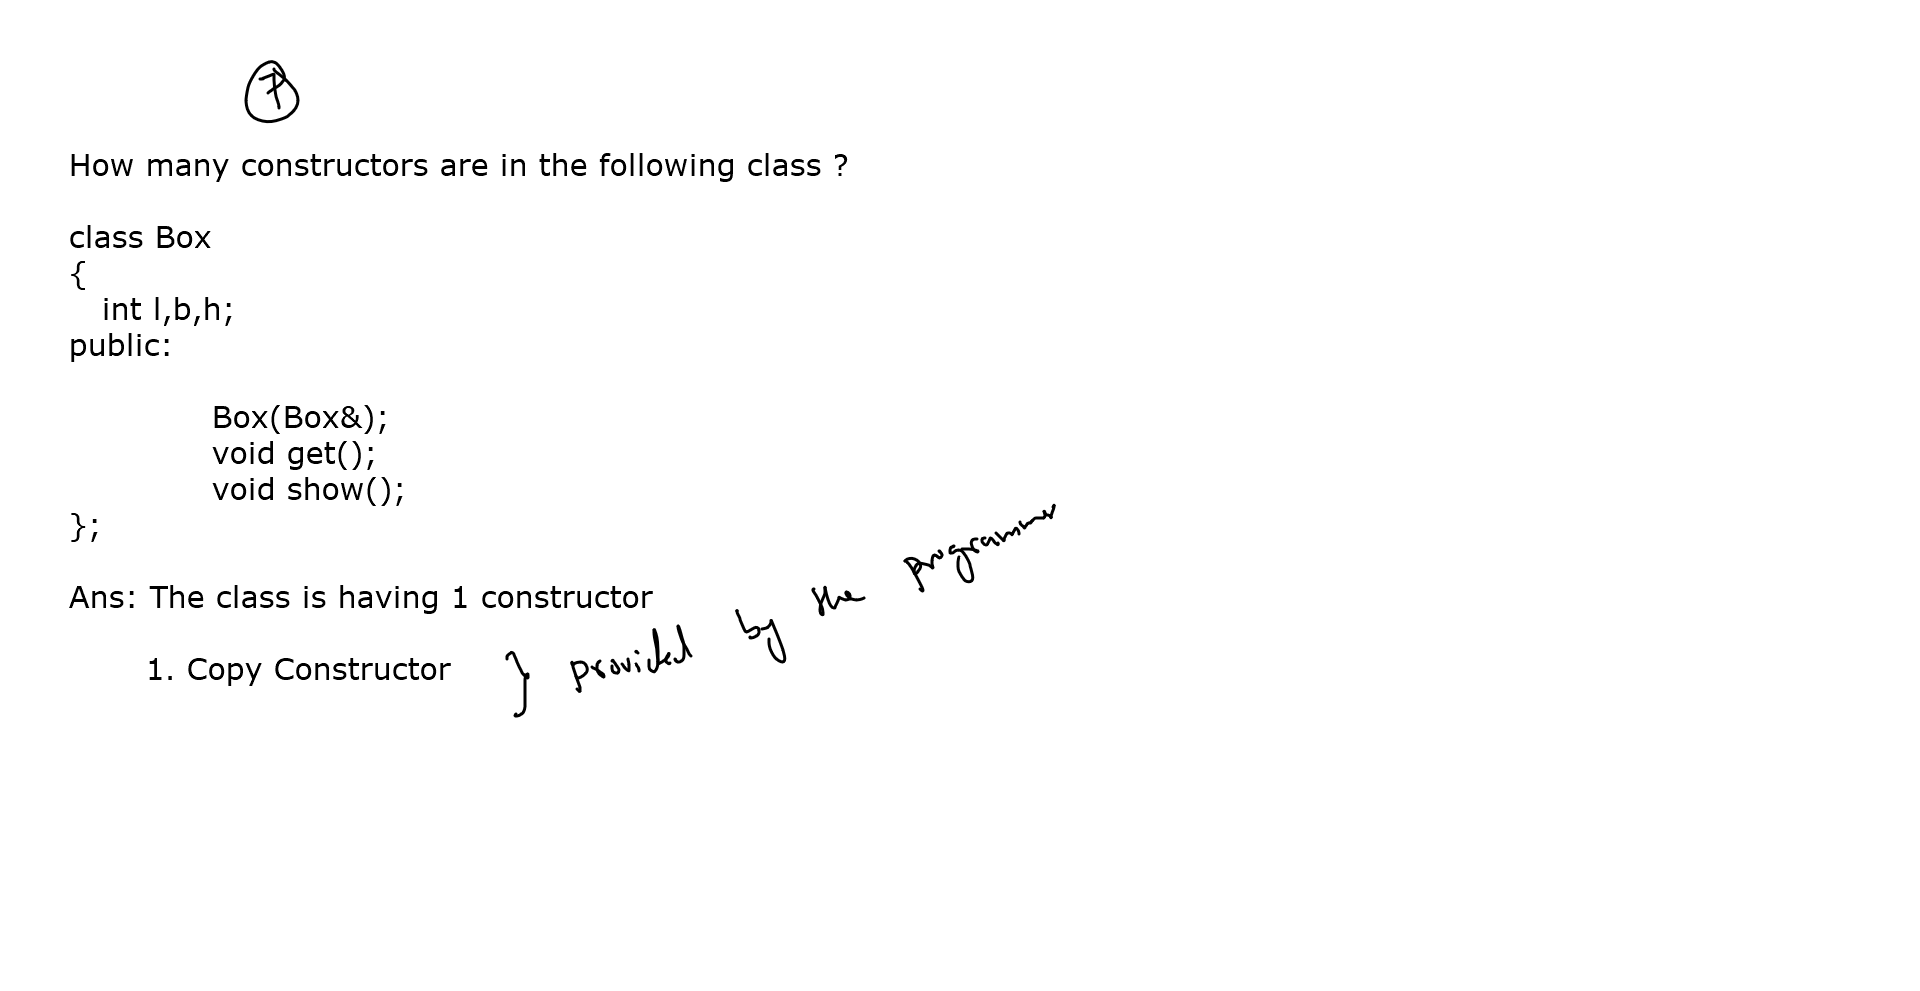 7
How many constructors are in the following class ?
class Box
{
int l,b,h;
public:
Box(Box&);
void get();
void show();
};
Ans: The class is having 1 constructor
1. Copy Constructor } provided by the programmer